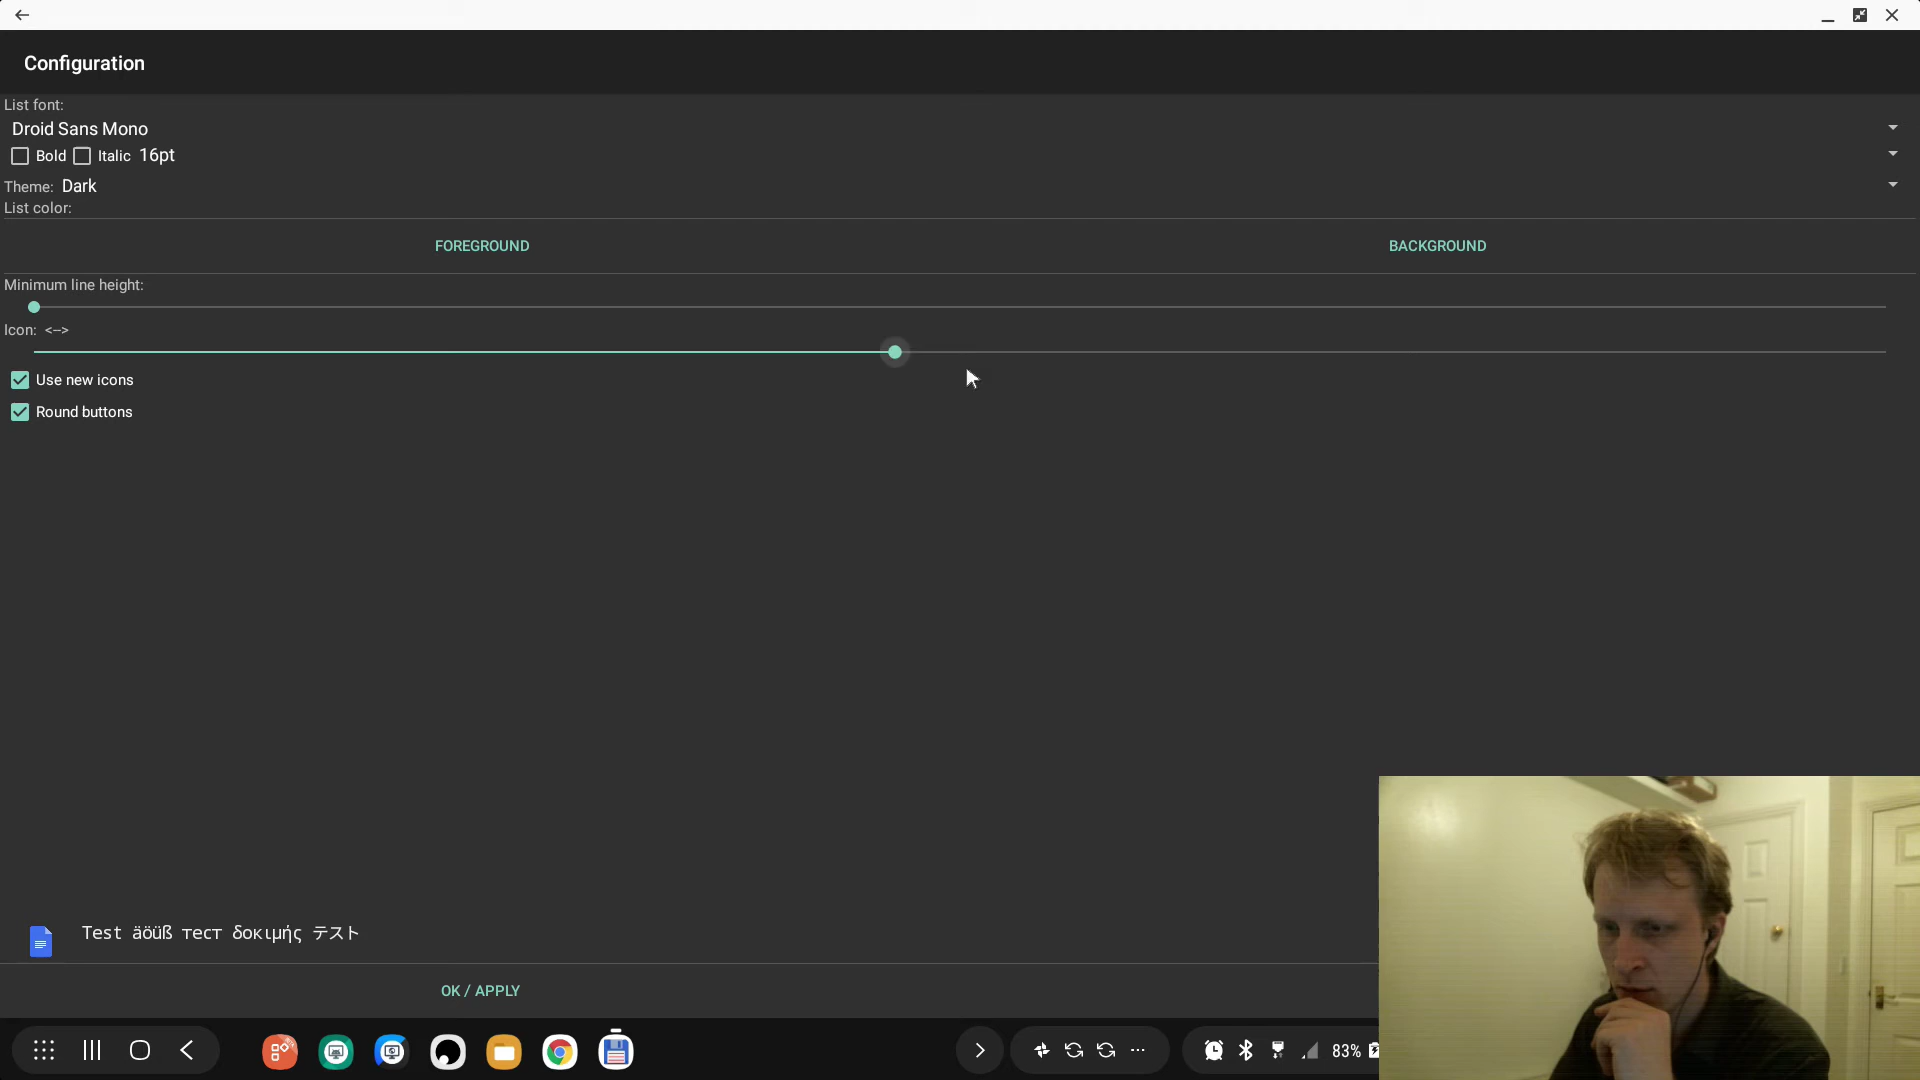 Configuration
List font:
Droid Sans Mono
Bold Italic 16pt
Theme: Dark
List color:
FOREGROUND BACKGROUND
Minimum line height:
Icon: <-->
Use new icons
Round buttons
Test äöüß тест δοκιμής テスト
OK / APPLY
83%